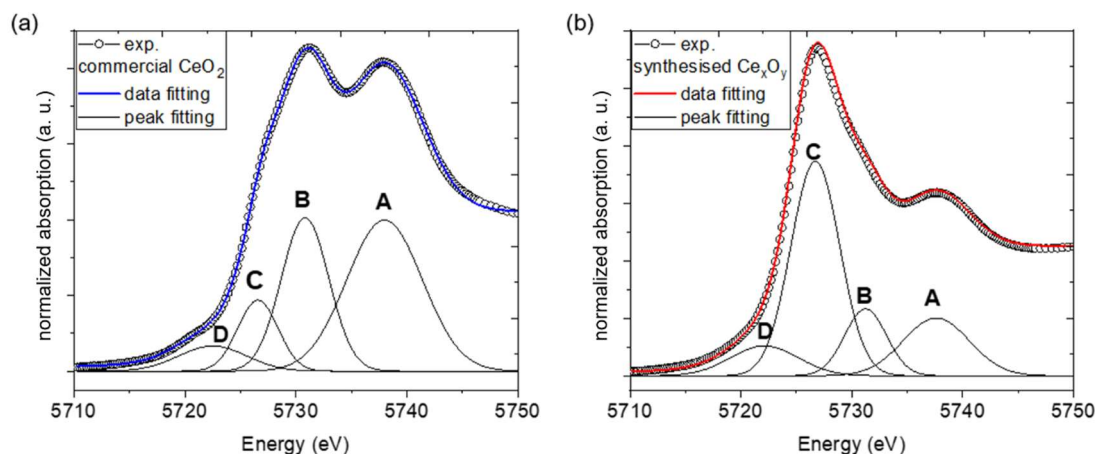 (a)
exp.
commercial CeO₂
data fitting
peak fitting
A
B
C
D
normalized absorption (a. u.)
5710 5720 5730 5740 5750
Energy (eV)
(b)
exp.
synthesised CeₓOᵧ
data fitting
peak fitting
C
B
A
D
normalized absorption (a. u.)
5710 5720 5730 5740 5750
Energy (eV)